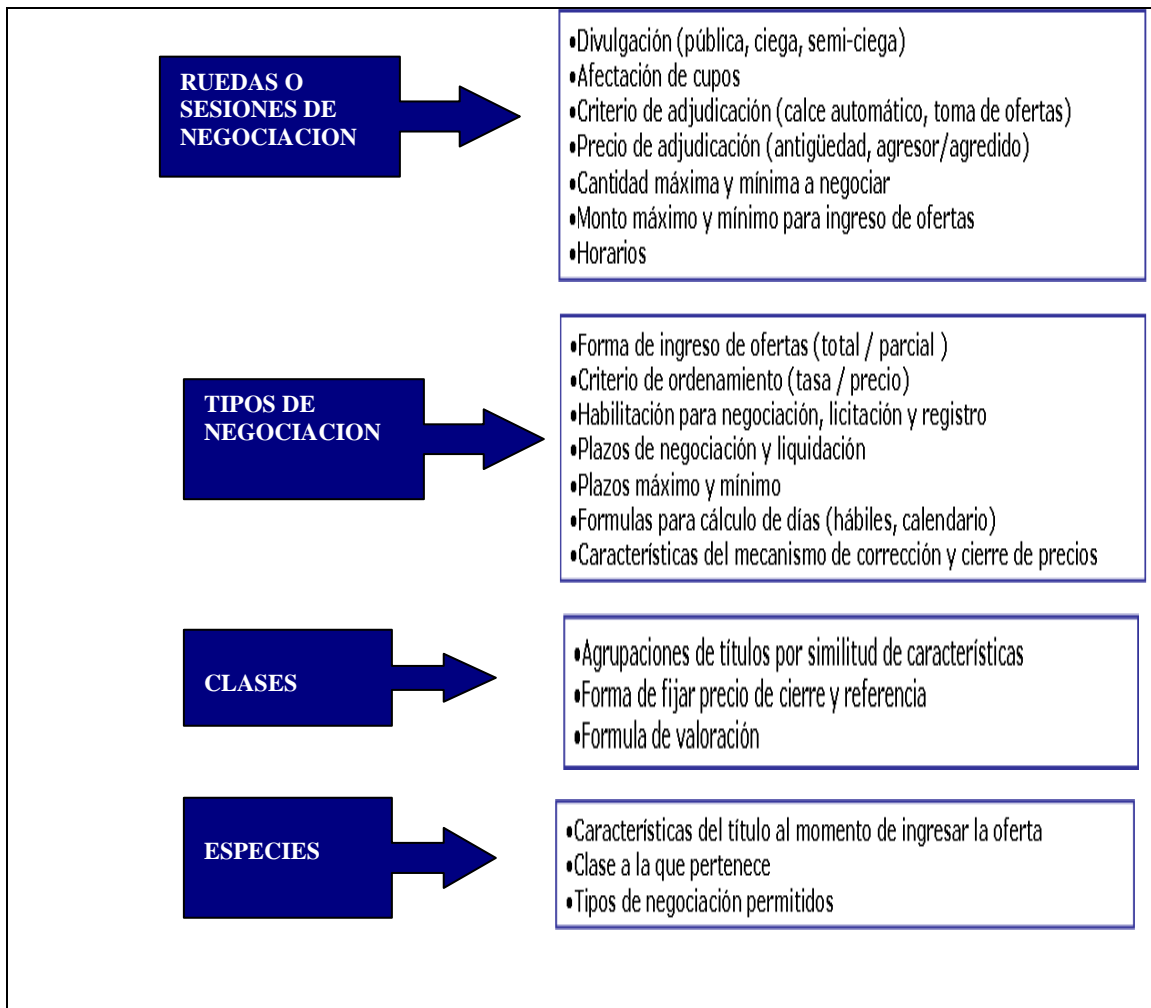 RUEDAS O
SESIONES DE
NEGOCIACION
•Divulgación (pública, ciega, semi-ciega)
•Afectación de cupos
•Criterio de adjudicación (calce automático, toma de ofertas)
•Precio de adjudicación (antigüedad, agresor/agredido)
•Cantidad máxima y mínima a negociar
•Monto máximo y mínimo para ingreso de ofertas
•Horarios
TIPOS DE
NEGOCIACION
•Forma de ingreso de ofertas (total / parcial )
•Criterio de ordenamiento (tasa / precio)
•Habilitación para negociación, licitación y registro
•Plazos de negociación y liquidación
•Plazos máximo y mínimo
•Formulas para cálculo de días (hábiles, calendario)
•Características del mecanismo de corrección y cierre de precios
CLASES
•Agrupaciones de títulos por similitud de características
•Forma de fijar precio de cierre y referencia
•Formula de valoración
ESPECIES
•Características del título al momento de ingresar la oferta
•Clase a la que pertenece
•Tipos de negociación permitidos